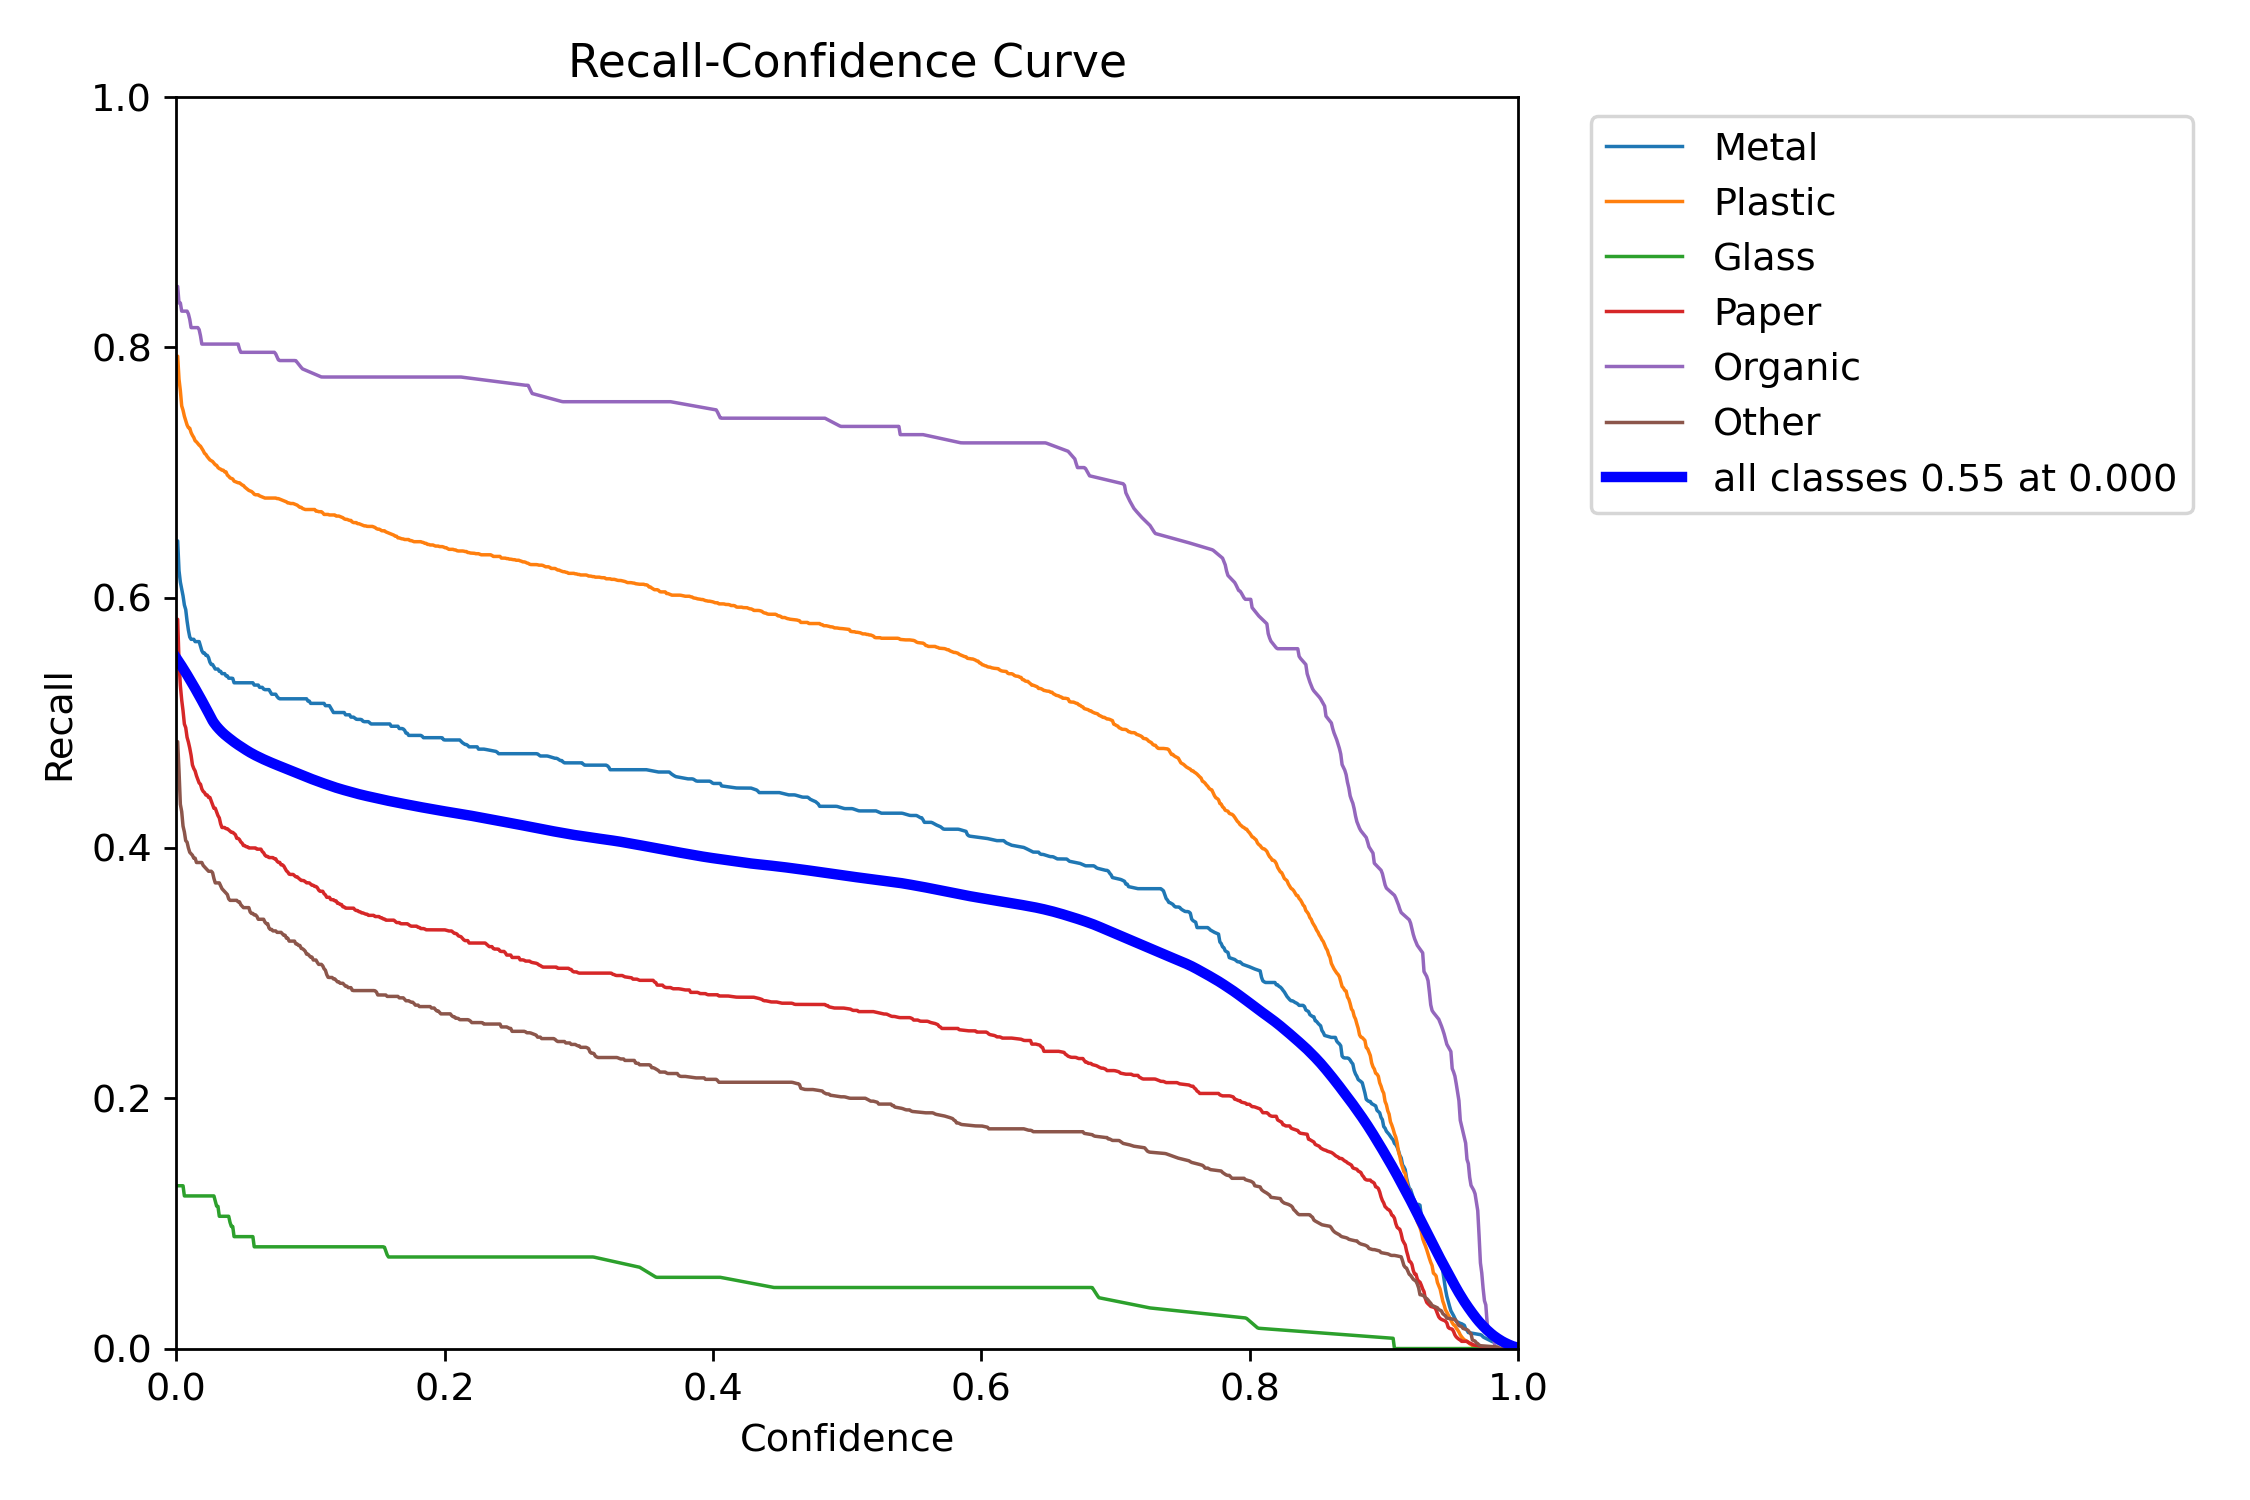 Recall-Confidence Curve
1.0
0.8
0.6
0.4
0.2
0.0
Recall
0.0 0.2 0.4 0.6 0.8 1.0
Confidence
Metal
Plastic
Glass
Paper
Organic
Other
all classes 0.55 at 0.000